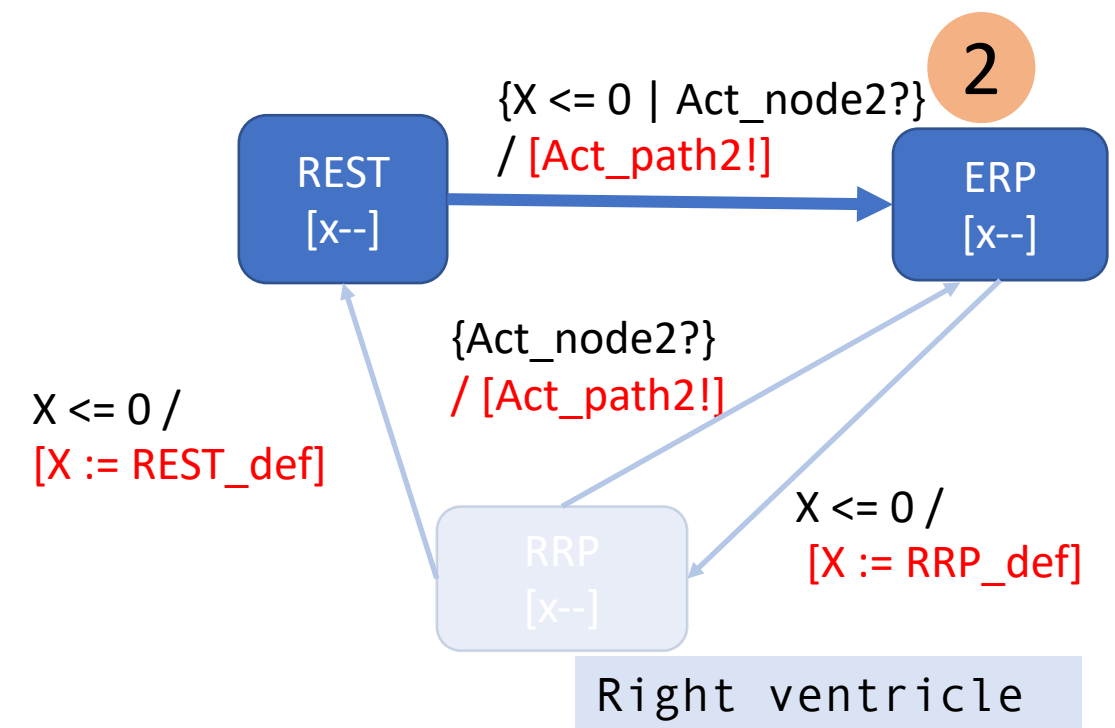 2
{X <= 0 | Act_node2?}
/ [Act_path2!]
REST
[x--]
ERP
[x--]
{Act_node2?}
/ [Act_path2!]
X <= 0 /
[X := REST_def]
X <= 0 /
[X := RRP_def]
RRP
[x--]
Right ventricle